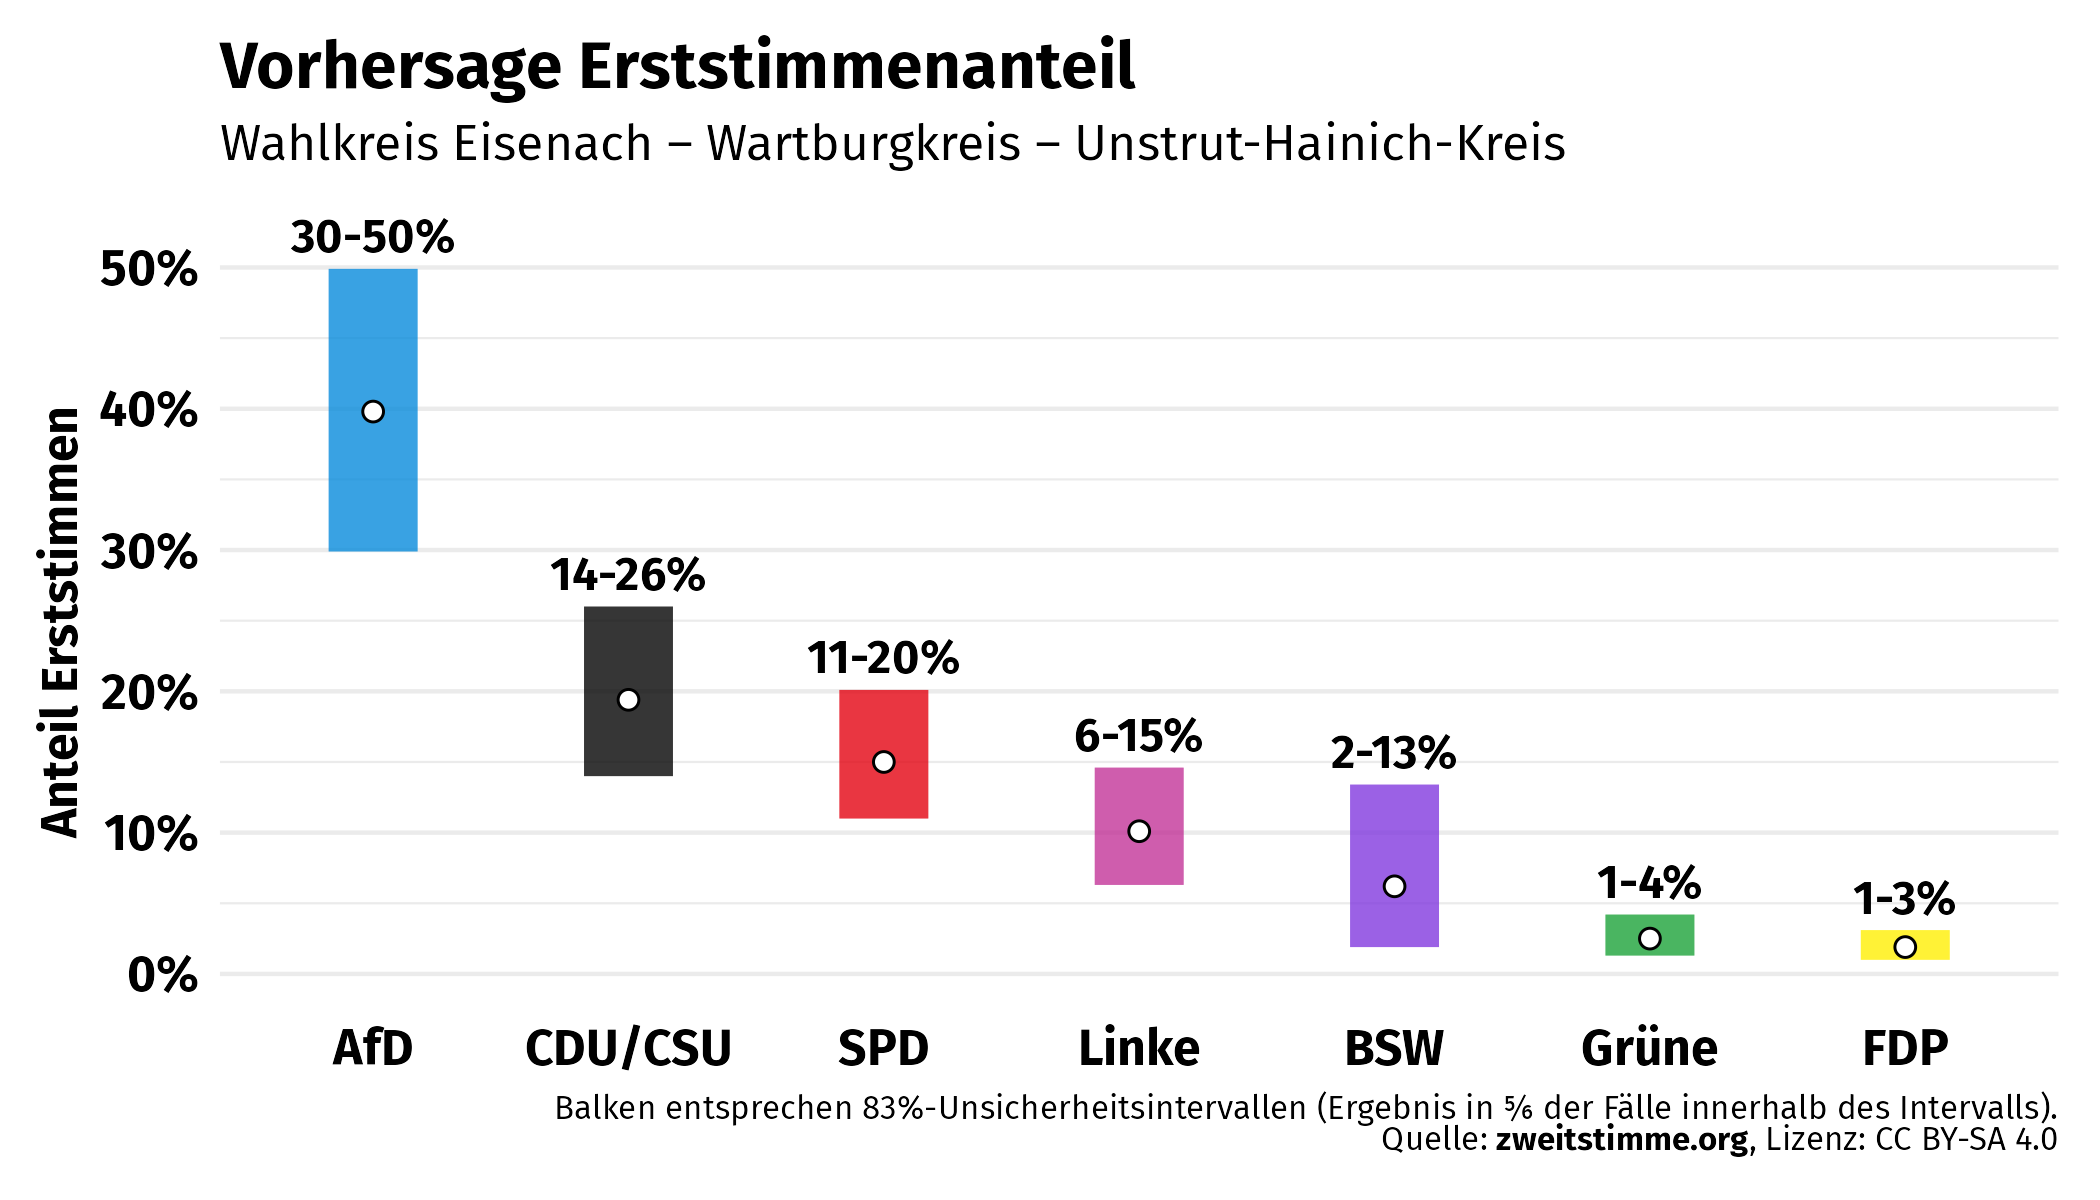 Vorhersage Erststimmenanteil
Wahlkreis Eisenach – Wartburgkreis – Unstrut-Hainich-Kreis
Anteil Erststimmen
50%
40%
30%
20%
10%
0%
30-50%
14-26%
11-20%
6-15%
2-13%
1-4%
1-3%
AfD
CDU/CSU
SPD
Linke
BSW
Grüne
FDP
Balken entsprechen 83%-Unsicherheitsintervallen (Ergebnis in ⅚ der Fälle innerhalb des Intervalls).
Quelle: zweitstimme.org, Lizenz: CC BY-SA 4.0